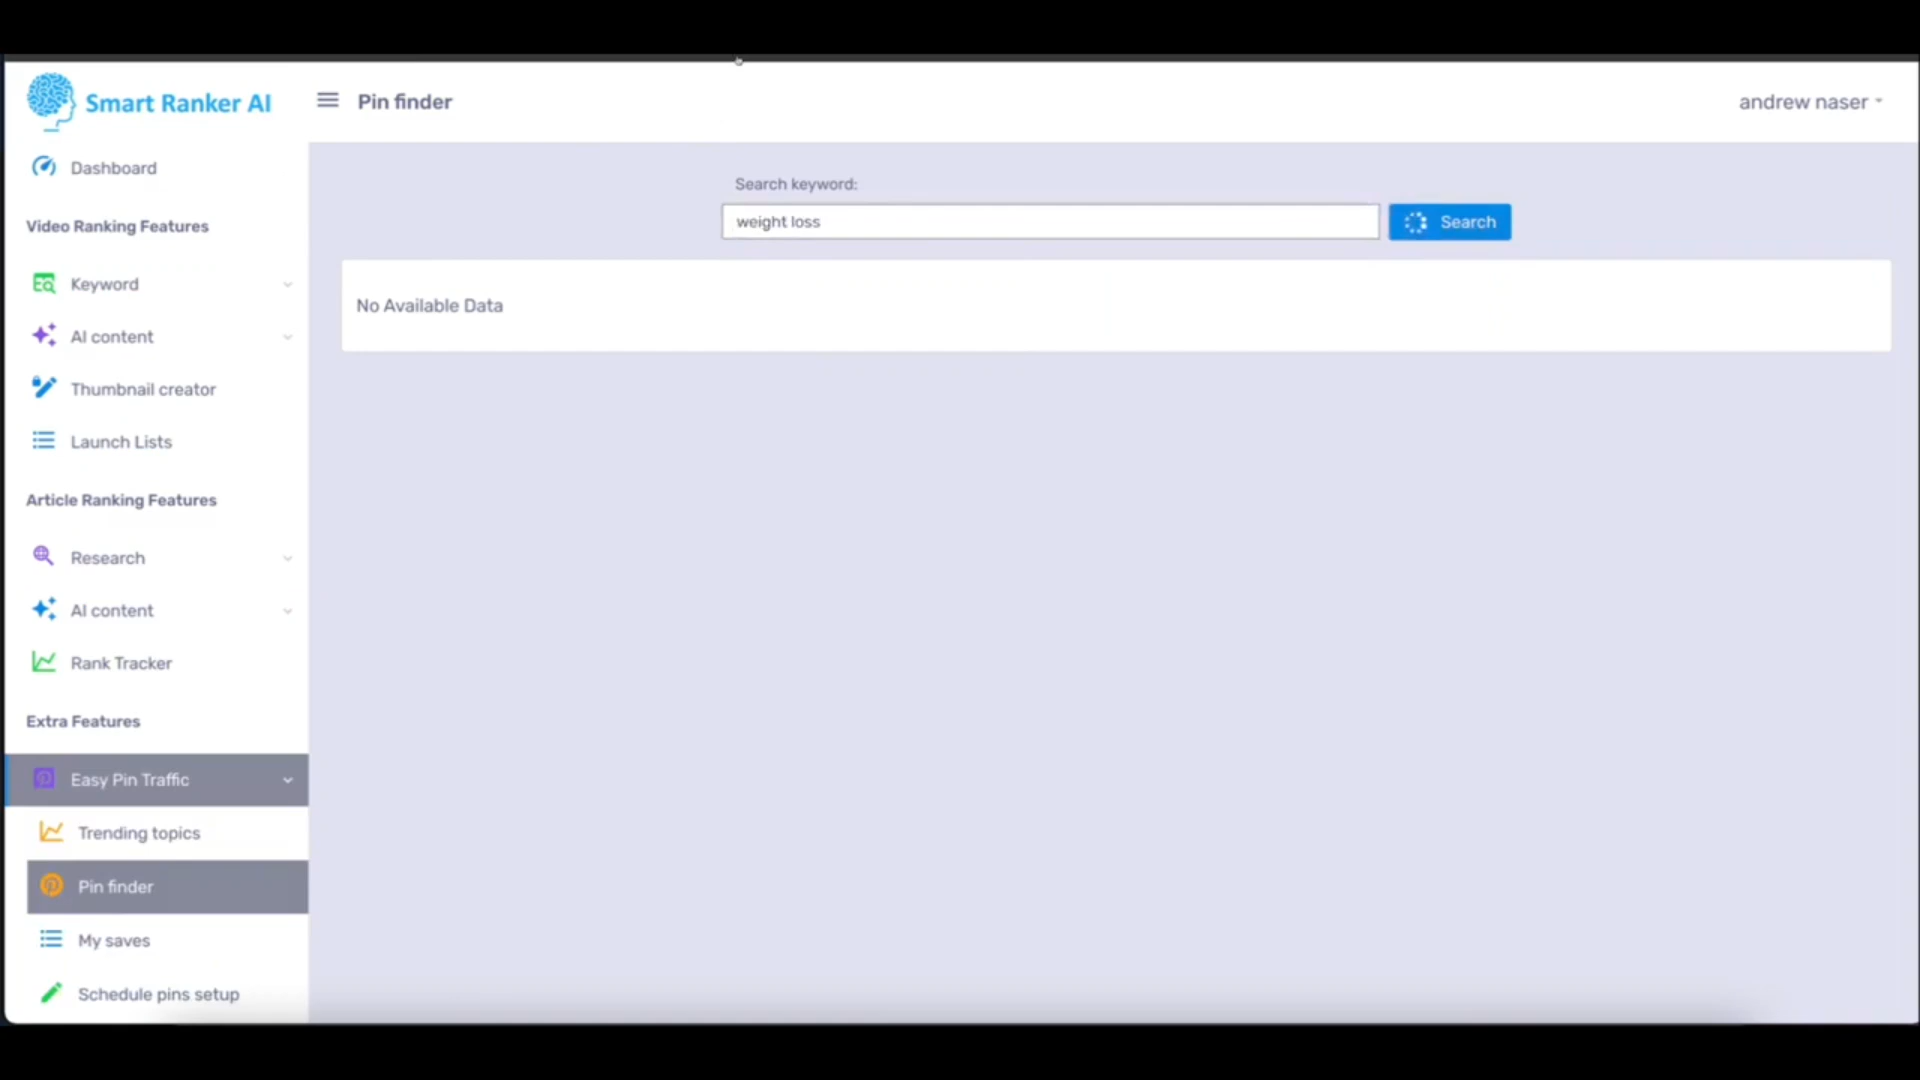 Smart Ranker AI
Pin finder
andrew naser
Dashboard
Search keyword:
Video Ranking Features
weight loss
Search
Keyword
No Available Data
AI content
Thumbnail creator
Launch Lists
Article Ranking Features
Research
AI content
Rank Tracker
Extra Features
Easy Pin Traffic
Trending topics
Pin finder
My saves
Schedule pins setup